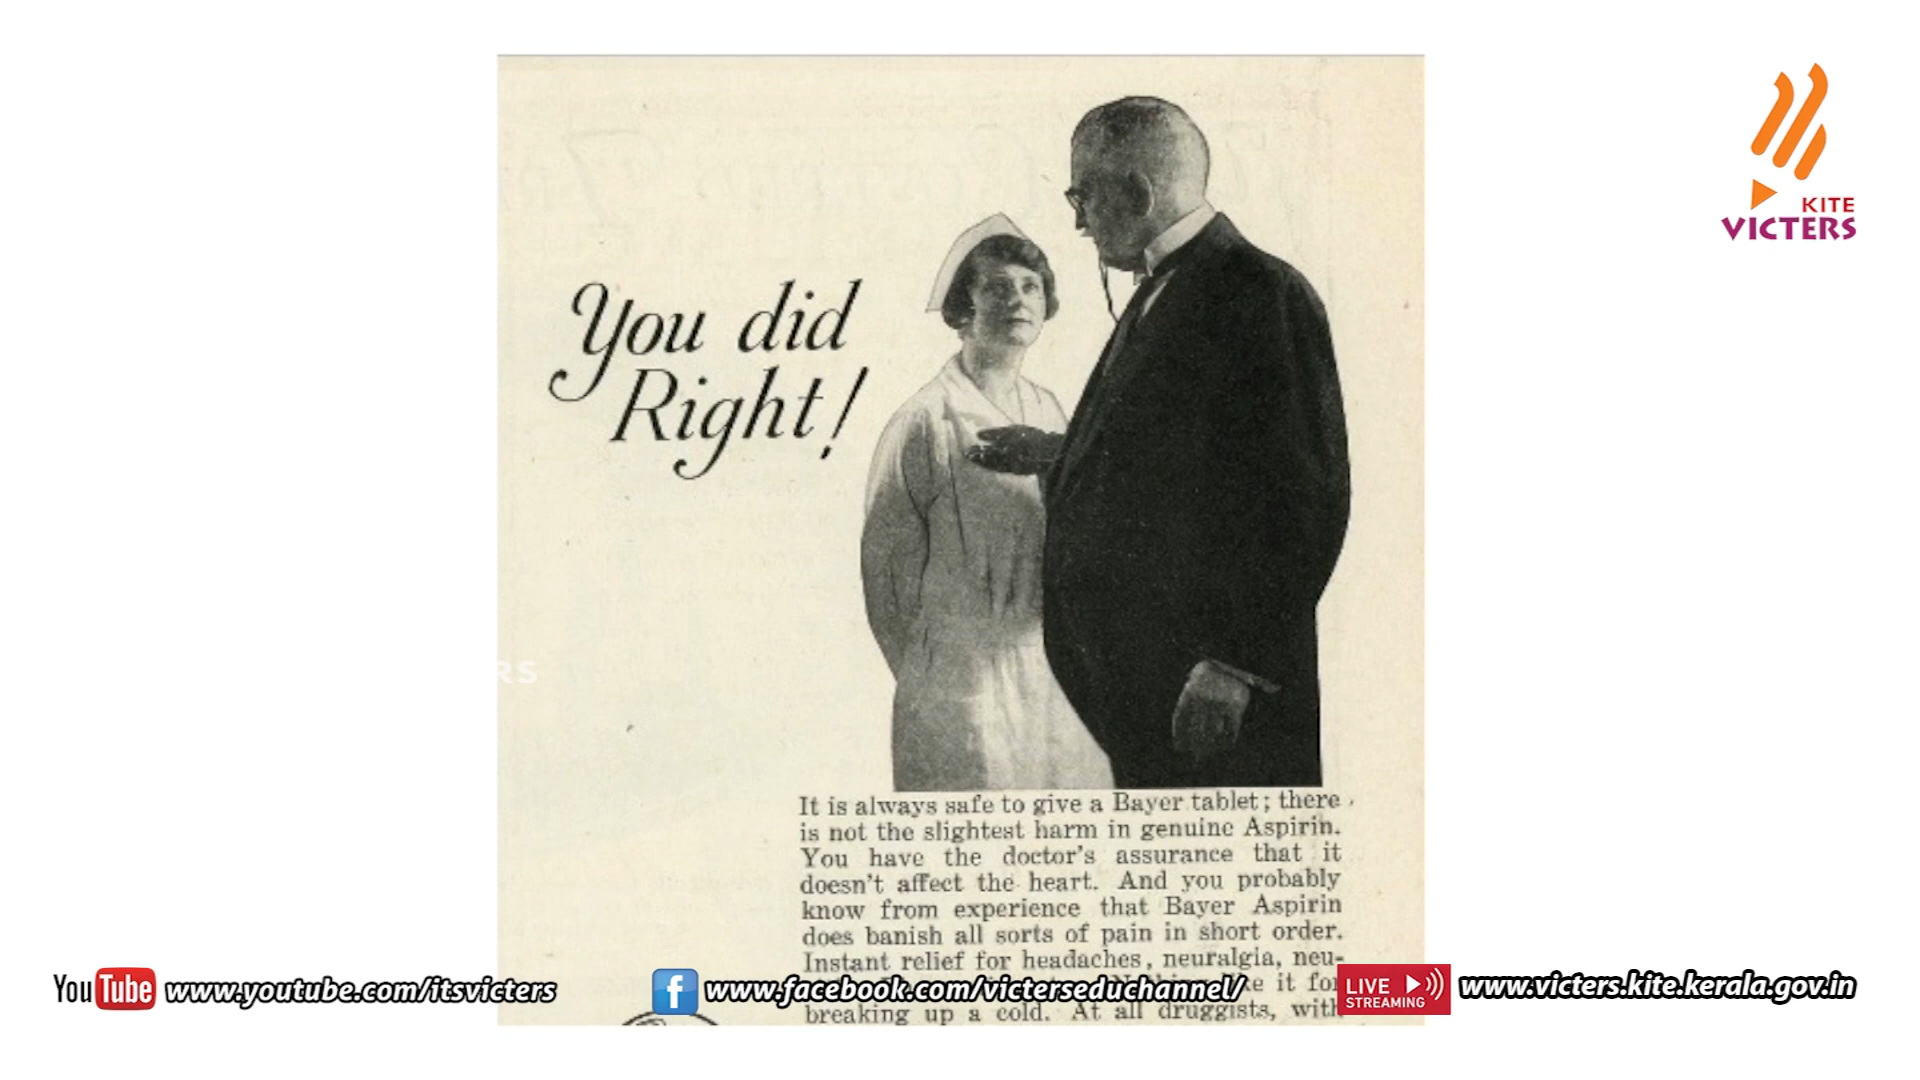 You did
Right!
It is always safe to give a Bayer tablet; there
is not the slightest harm in genuine Aspirin.
You have the doctor's assurance that it
doesn't affect the heart. And you probably
know from experience that Bayer Aspirin
does banish all sorts of pain in short order.
Instant relief for headaches, neuralgia, neu-
it for
breaking up a cold. At all druggists, with
KITE
VICTERS
RS
You Tube www.youtube.com/itsvicters
f www.facebook.com/victerseduchannel/
LIVE
STREAMING
www.victers.kite.kerala.gov.in